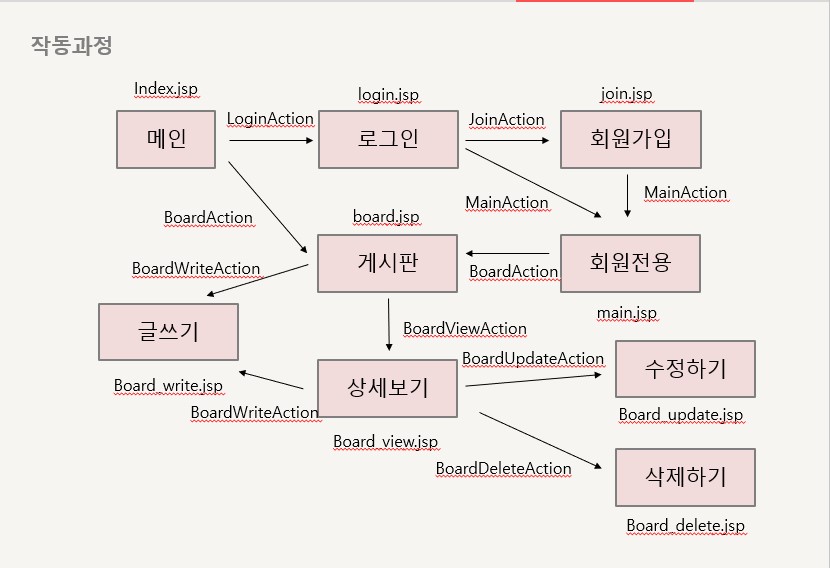 작동과정
Index.jsp
login.jsp
join.jsp
메인
LoginAction
로그인
JoinAction
회원가입
MainAction
MainAction
BoardAction
board.jsp
게시판
BoardAction
회원전용
BoardWriteAction
main.jsp
글쓰기
BoardViewAction
Board_write.jsp
BoardWriteAction
상세보기
BoardUpdateAction
수정하기
Board_update.jsp
Board_view.jsp
BoardDeleteAction
삭제하기
Board_delete.jsp